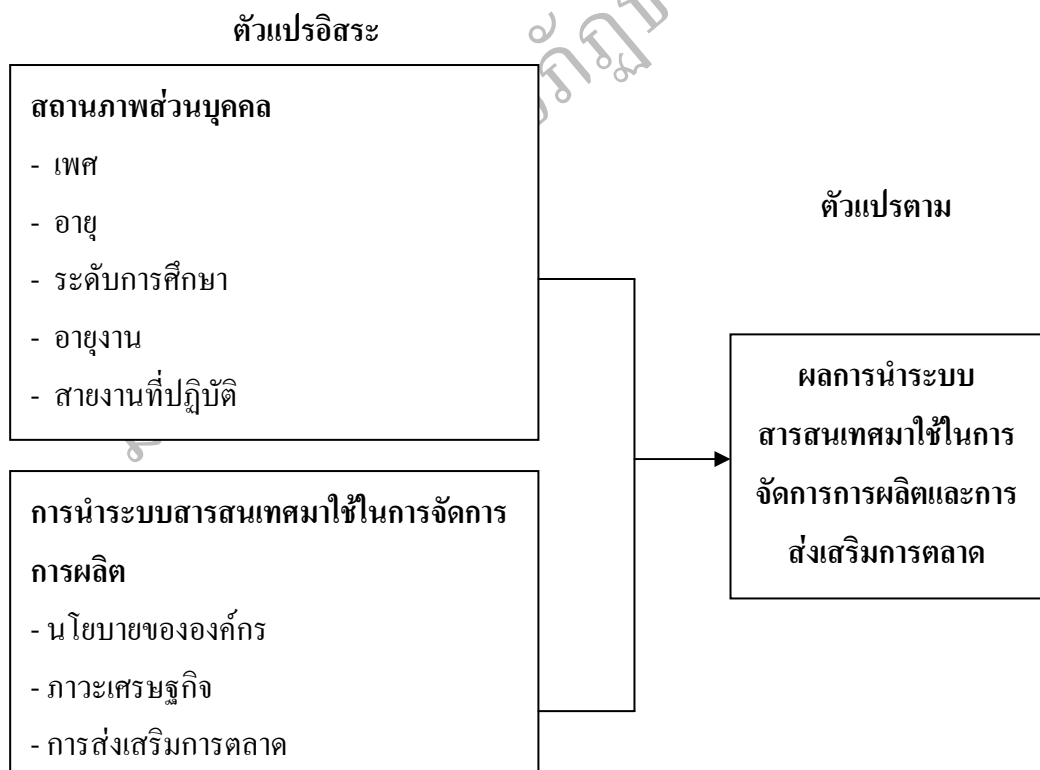 ตัวแปรอิสระ
สถานภาพส่วนบุคคล
- เพศ
- อายุ
- ระดับการศึกษา
- อายุงาน
- สายงานที่ปฏิบัติ
การนำระบบสารสนเทศมาใช้ในการจัดการ
การผลิต
- นโยบายขององค์กร
- ภาวะเศรษฐกิจ
- การส่งเสริมการตลาด
ตัวแปรตาม
ผลการนำระบบ
สารสนเทศมาใช้ในการ
จัดการการผลิตและการ
ส่งเสริมการตลาด